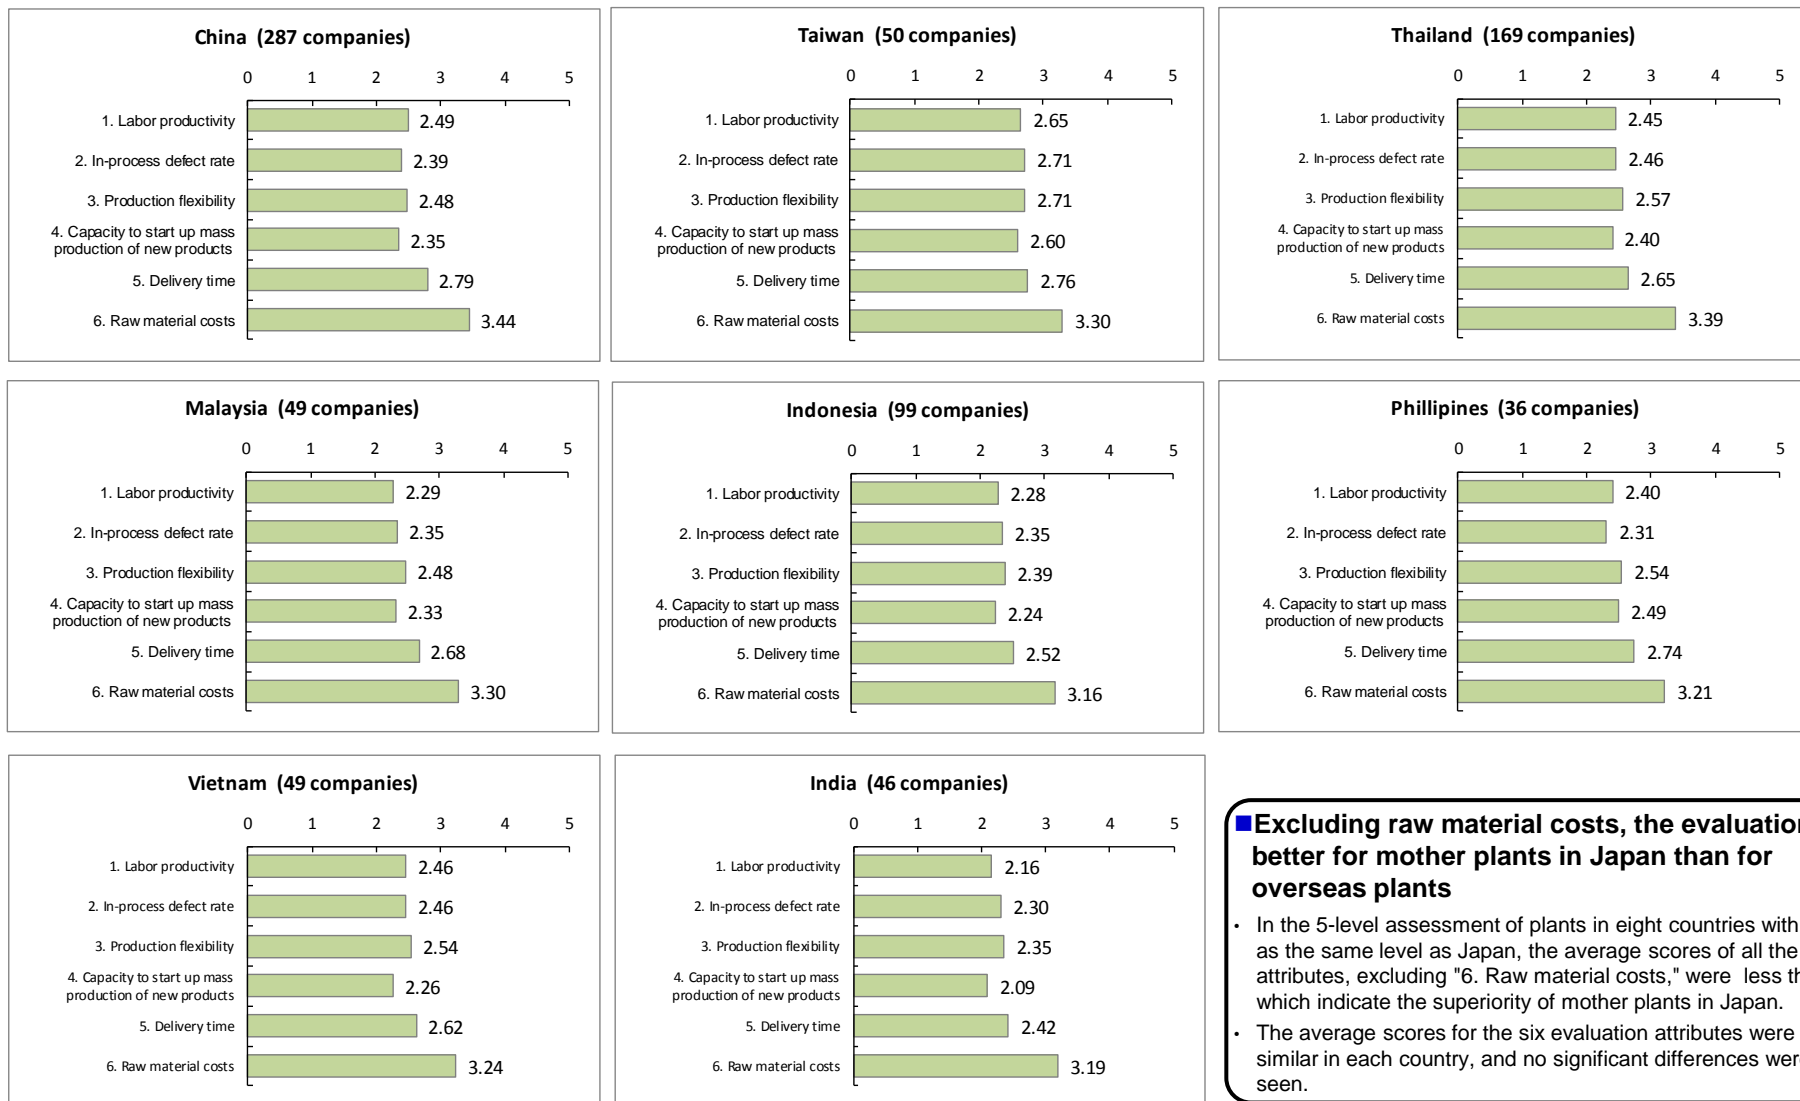 China (287 companies)
0 1 2 3 4 5
1. Labor productivity 2.49
2. In-process defect rate 2.39
3. Production flexibility 2.48
4. Capacity to start up mass
production of new products 2.35
5. Delivery time 2.79
6. Raw material costs 3.44
Taiwan (50 companies)
0 1 2 3 4 5
1. Labor productivity 2.65
2. In-process defect rate 2.71
3. Production flexibility 2.71
4. Capacity to start up mass
production of new products 2.60
5. Delivery time 2.76
6. Raw material costs 3.30
Thailand (169 companies)
0 1 2 3 4 5
1. Labor productivity 2.45
2. In-process defect rate 2.46
3. Production flexibility 2.57
4. Capacity to start up mass
production of new products 2.40
5. Delivery time 2.65
6. Raw material costs 3.39
Malaysia (49 companies)
0 1 2 3 4 5
1. Labor productivity 2.29
2. In-process defect rate 2.35
3. Production flexibility 2.48
4. Capacity to start up mass
production of new products 2.33
5. Delivery time 2.68
6. Raw material costs 3.30
Indonesia (99 companies)
0 1 2 3 4 5
1. Labor productivity 2.28
2. In-process defect rate 2.35
3. Production flexibility 2.39
4. Capacity to start up mass
production of new products 2.24
5. Delivery time 2.52
6. Raw material costs 3.16
Phillipines (36 companies)
0 1 2 3 4 5
1. Labor productivity 2.40
2. In-process defect rate 2.31
3. Production flexibility 2.54
4. Capacity to start up mass
production of new products 2.49
5. Delivery time 2.74
6. Raw material costs 3.21
Vietnam (49 companies)
0 1 2 3 4 5
1. Labor productivity 2.46
2. In-process defect rate 2.46
3. Production flexibility 2.54
4. Capacity to start up mass
production of new products 2.26
5. Delivery time 2.62
6. Raw material costs 3.24
India (46 companies)
0 1 2 3 4 5
1. Labor productivity 2.16
2. In-process defect rate 2.30
3. Production flexibility 2.35
4. Capacity to start up mass
production of new products 2.09
5. Delivery time 2.42
6. Raw material costs 3.19
■Excluding raw material costs, the
better for mother plants in Japan than for
overseas plants
• In the 5-level assessment of plants in eight countries with
as the same level as Japan, the average scores of all the
attributes, excluding "6. Raw material costs," were less
which indicate the superiority of mother plants in Japan.
• The average scores for the six evaluation attributes were
similar in each country, and no significant differences
seen.